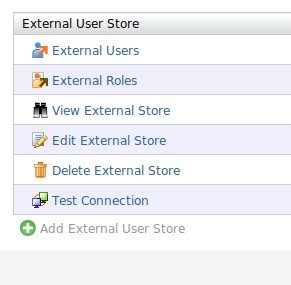 External User Store
External Users
External Roles
View External Store
Edit External Store
Delete External Store
Test Connection
Add External User Store